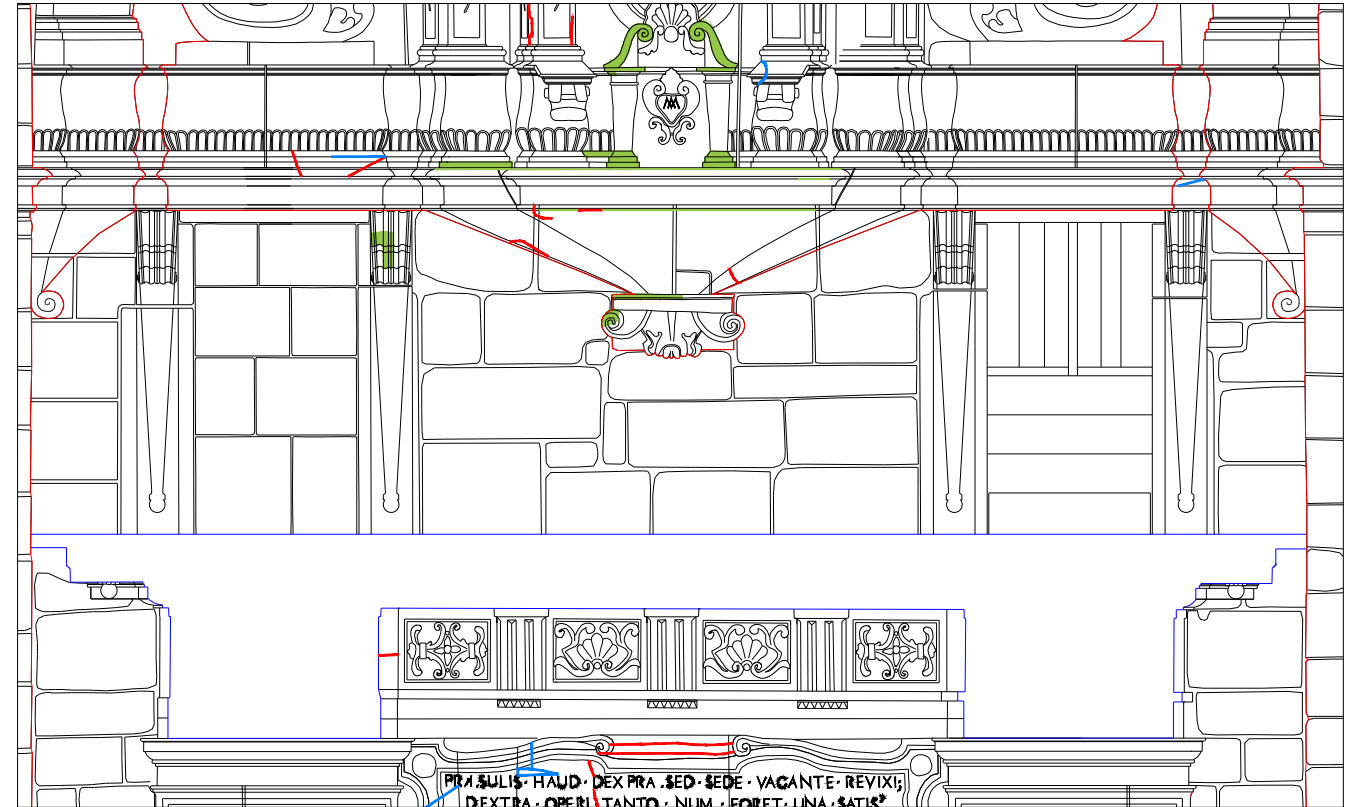 PRÆSULIS · HAUD · DEXTRA · SED · SEDE · VACANTE · REVIXI;
DEXTRA · OPERI TANTO · NUM · FORET · UNA · SATIS